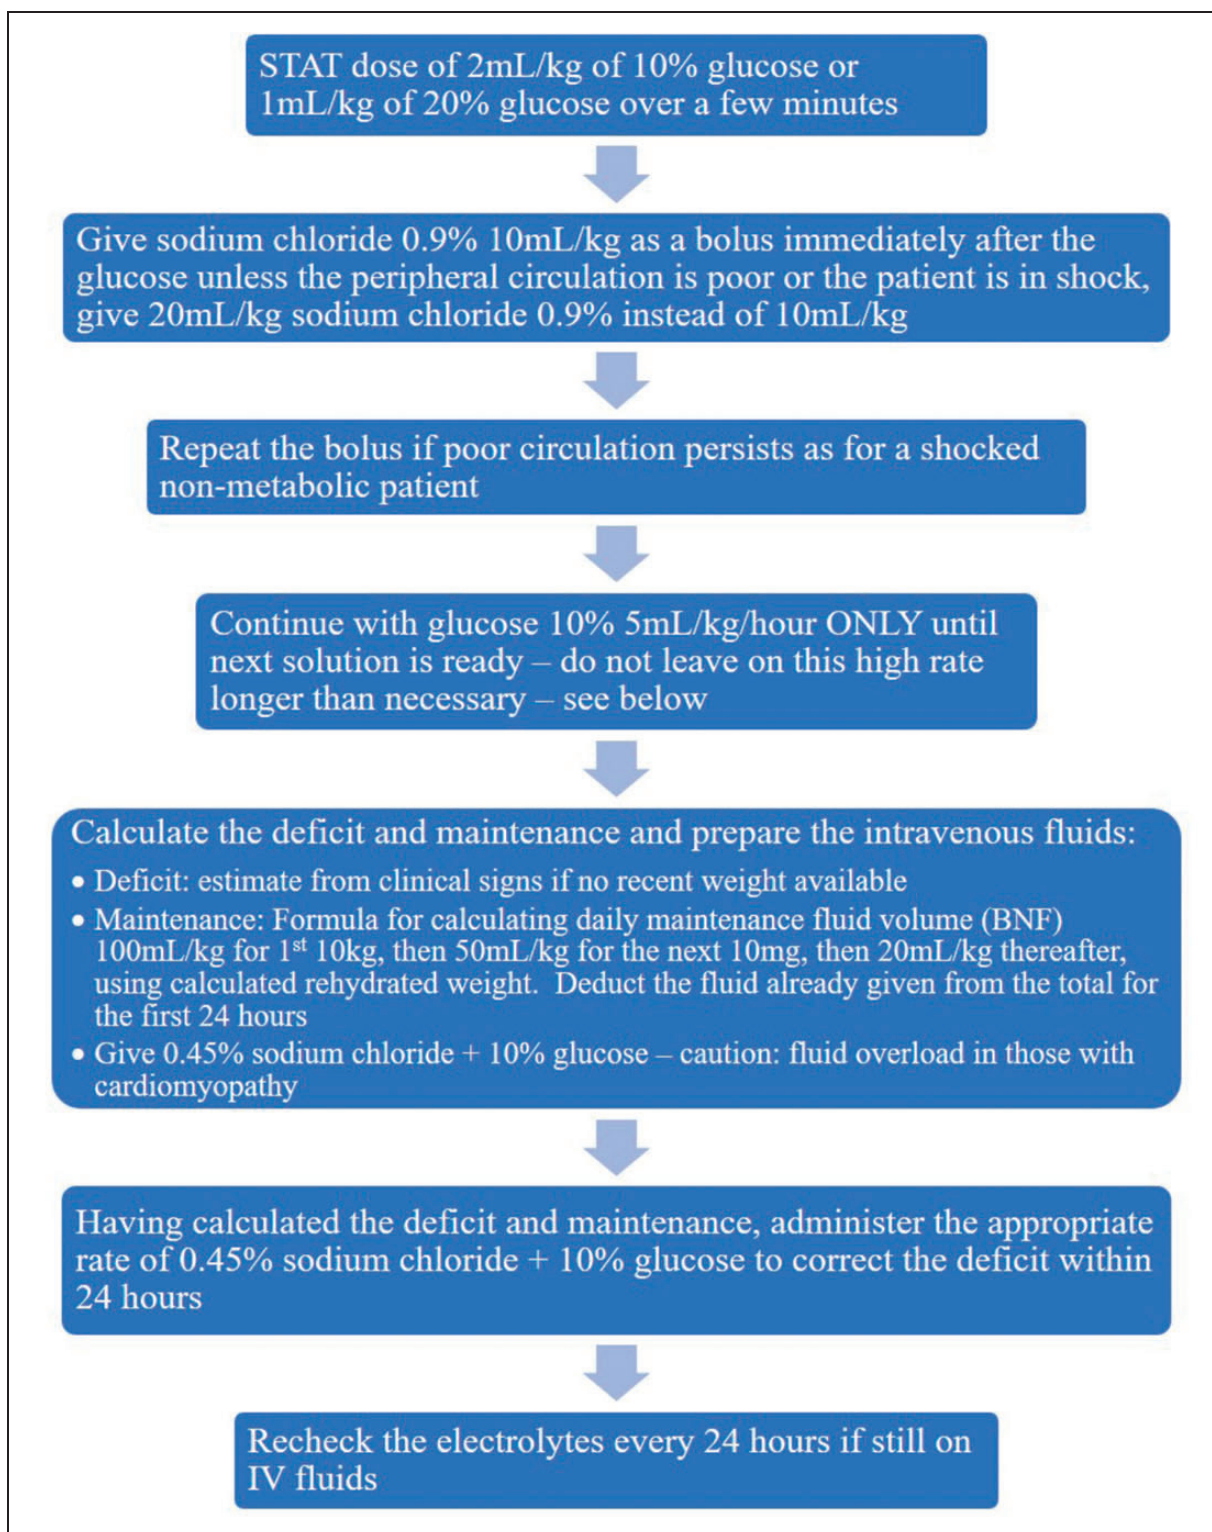 STAT dose of 2mL/kg of 10% glucose or
1mL/kg of 20% glucose over a few minutes
Give sodium chloride 0.9% 10mL/kg as a bolus immediately after the
glucose unless the peripheral circulation is poor or the patient is in shock,
give 20mL/kg sodium chloride 0.9% instead of 10mL/kg
Repeat the bolus if poor circulation persists as for a shocked
non-metabolic patient
Continue with glucose 10% 5mL/kg/hour ONLY until
next solution is ready – do not leave on this high rate
longer than necessary – see below
Calculate the deficit and maintenance and prepare the intravenous fluids:
• Deficit: estimate from clinical signs if no recent weight available
• Maintenance: Formula for calculating daily maintenance fluid volume (BNF)
100mL/kg for 1st 10kg, then 50mL/kg for the next 10mg, then 20mL/kg thereafter,
using calculated rehydrated weight.  Deduct the fluid already given from the total for
the first 24 hours
• Give 0.45% sodium chloride + 10% glucose – caution: fluid overload in those with
cardiomyopathy
Having calculated the deficit and maintenance, administer the appropriate
rate of 0.45% sodium chloride + 10% glucose to correct the deficit within
24 hours
Recheck the electrolytes every 24 hours if still on
IV fluids